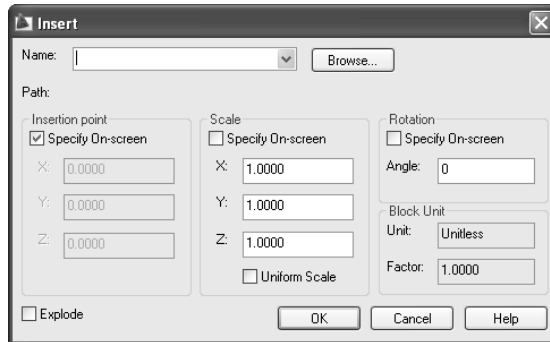 Insert
Name: Browse...
Path:
Insertion point
Specify On-screen
X: 0.0000
Y: 0.0000
Z: 0.0000
Scale
Specify On-screen
X: 1.0000
Y: 1.0000
Z: 1.0000
Uniform Scale
Rotation
Specify On-screen
Angle: 0
Block Unit
Unit: Unitless
Factor: 1.0000
Explode
OK Cancel Help